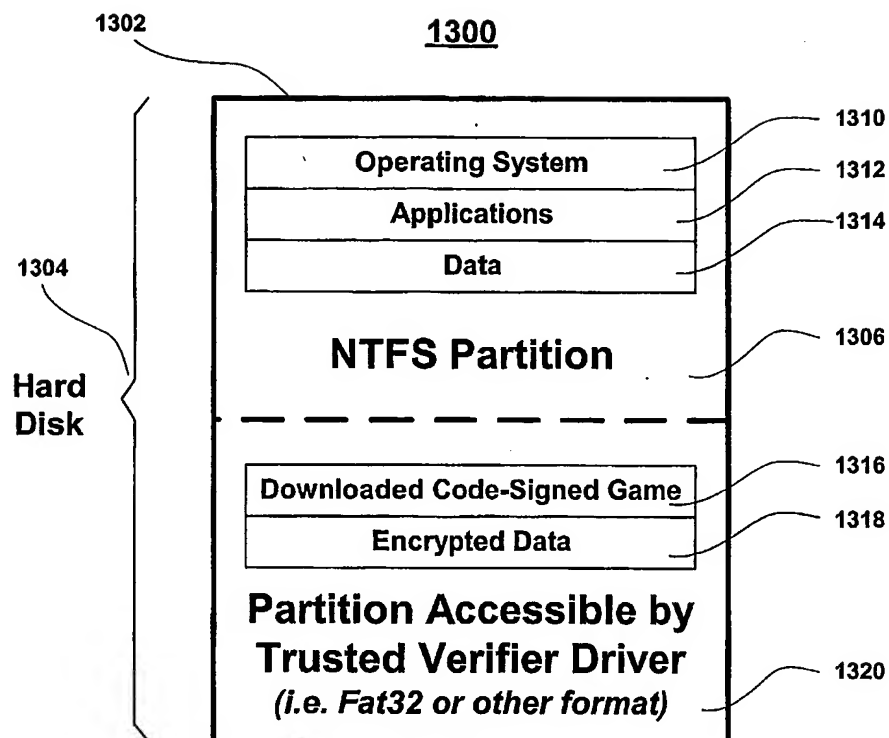 1300
1302
1310
Operating System
1312
Applications
1314
Data
1304
NTFS Partition
1306
Hard
Disk
1316
Downloaded Code-Signed Game
1318
Encrypted Data
Partition Accessible by
Trusted Verifier Driver
1320
(i.e. Fat32 or other format)